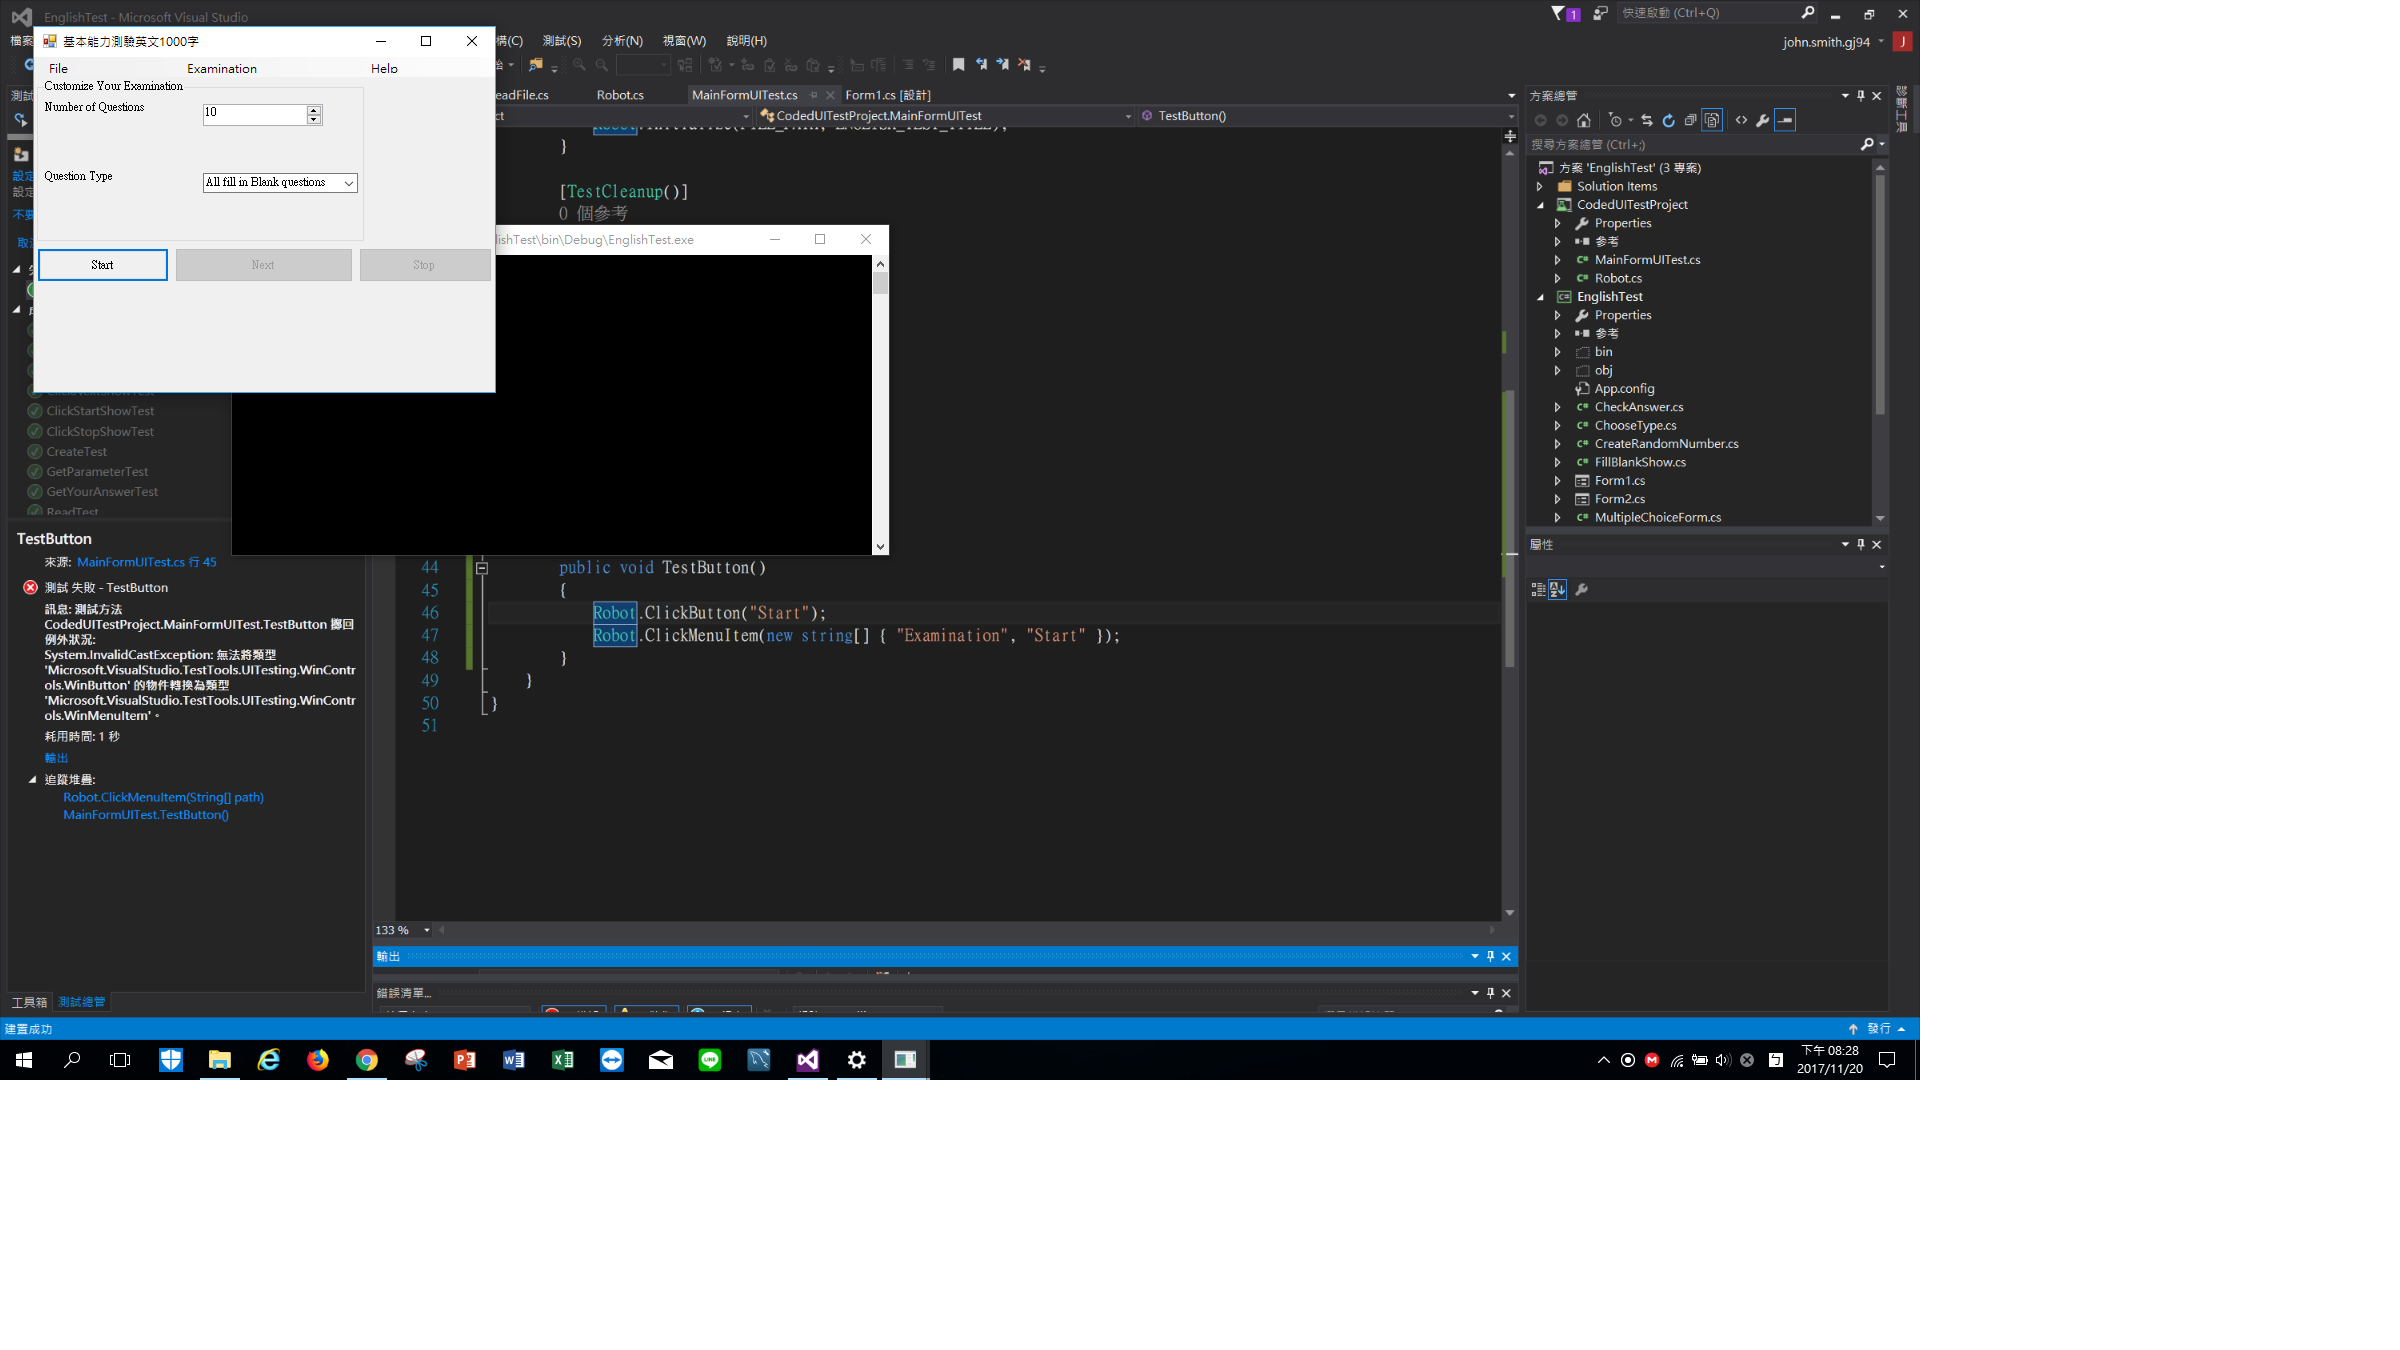 EnglishTest - Microsoft Visual Studio
1
快速啟動 (Ctrl+Q)
檔案
構(C)
測試(S)
分析(N)
視窗(W)
說明(H)
john.smith.gj94
J
基本能力測驗英文1000字
File
Examination
Help
Customize Your Examination
Number of Questions
10
Question Type
All fill in Blank questions
Start
Next
Stop
測試
eadFile.cs
Robot.cs
MainFormUITest.cs
Form1.cs [設計]
ct
CodedUITestProject.MainFormUITest
TestButton()
}
[TestCleanup()]
0 個參考
lishTest\bin\Debug\EnglishTest.exe
ClickStartShowTest
ClickStopShowTest
CreateTest
GetParameterTest
GetYourAnswerTest
ReadTest
TestButton
來源: MainFormUITest.cs 行 45
測試 失敗 - TestButton
訊息: 測試方法
CodedUITestProject.MainFormUITest.TestButton 擲回
例外狀況:
System.InvalidCastException: 無法將類型
'Microsoft.VisualStudio.TestTools.UITesting.WinContr
ols.WinButton' 的物件轉換為類型
'Microsoft.VisualStudio.TestTools.UITesting.WinContr
ols.WinMenuItem'。
耗用時間: 1 秒
輸出
追蹤堆疊:
Robot.ClickMenuItem(String[] path)
MainFormUITest.TestButton()
工具箱
測試總管
44 public void TestButton()
45 {
46 Robot.ClickButton("Start");
47 Robot.ClickMenuItem(new string[] { "Examination", "Start" });
48 }
49 }
50 }
51
133 %
輸出
錯誤清單...
方案總管
搜尋方案總管 (Ctrl+;)
方案 'EnglishTest' (3 專案)
Solution Items
CodedUITestProject
Properties
參考
MainFormUITest.cs
Robot.cs
EnglishTest
Properties
參考
bin
obj
App.config
CheckAnswer.cs
ChooseType.cs
CreateRandomNumber.cs
FillBlankShow.cs
Form1.cs
Form2.cs
MultipleChoiceForm.cs
屬性
診斷工具
建置成功
發行
下午 08:28
2017/11/20